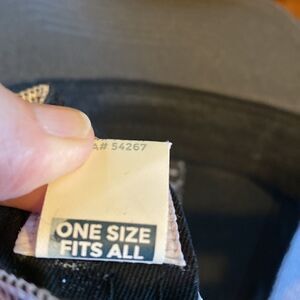 A# 54267
ONE SIZE
FITS ALL